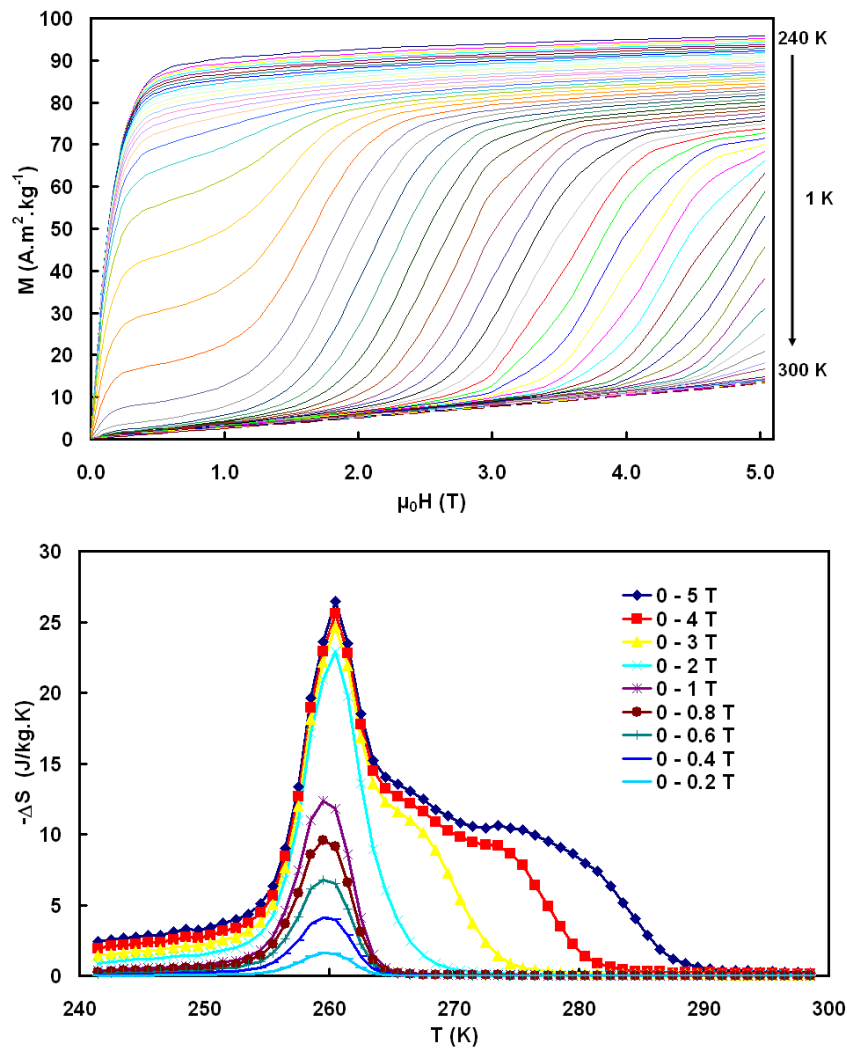 100
90
80
70
60
50
40
30
20
10
0
M (A.m².kg⁻¹)
240 K
1 K
300 K
0.0 1.0 2.0 3.0 4.0 5.0
µ₀H (T)
30
25
20
15
10
5
0
-ΔS (J/kg.K)
0 - 5 T
0 - 4 T
0 - 3 T
0 - 2 T
0 - 1 T
0 - 0.8 T
0 - 0.6 T
0 - 0.4 T
0 - 0.2 T
240 250 260 270 280 290 300
T (K)